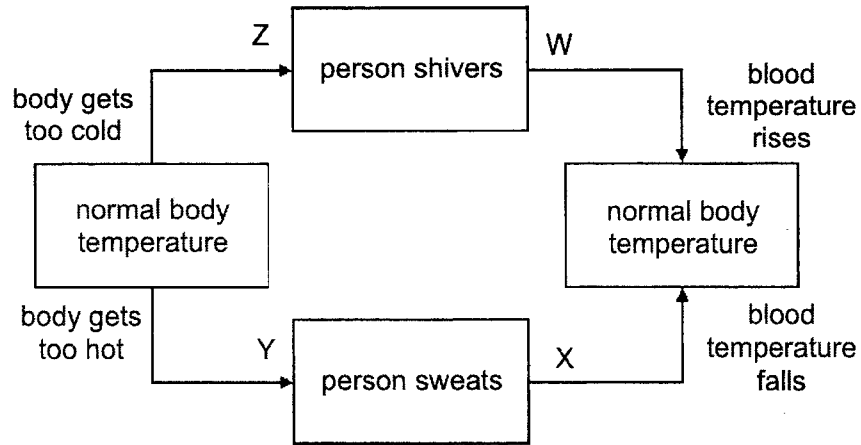 Z
person shivers
W
body gets
too cold
blood
temperature
rises
normal body
temperature
normal body
temperature
body gets
too hot
Y
person sweats
X
blood
temperature
falls